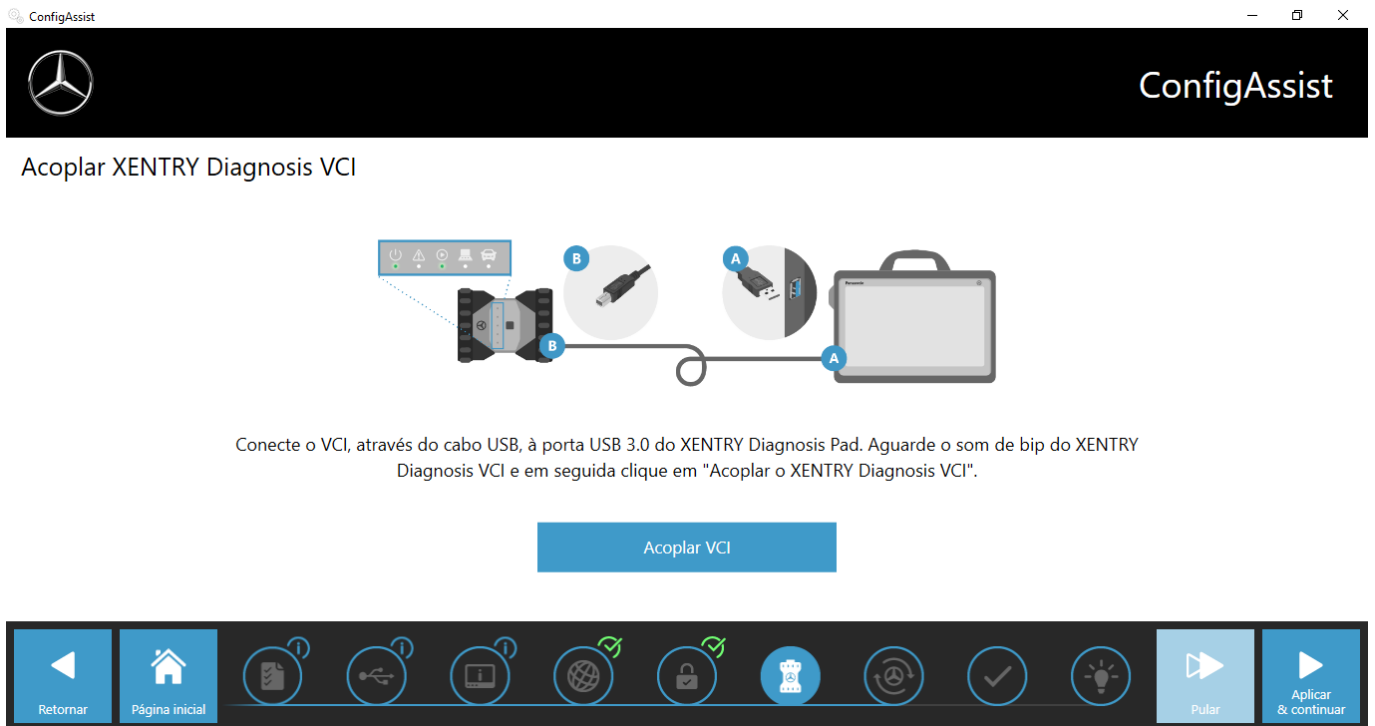 ConfigAssist
ConfigAssist
Acoplar XENTRY Diagnosis VCI
B
A
B
A
Conecte o VCI, através do cabo USB, à porta USB 3.0 do XENTRY Diagnosis Pad. Aguarde o som de bip do XENTRY
Diagnosis VCI e em seguida clique em "Acoplar o XENTRY Diagnosis VCI".
Acoplar VCI
Retornar
Página inicial
Pular
Aplicar
& continuar